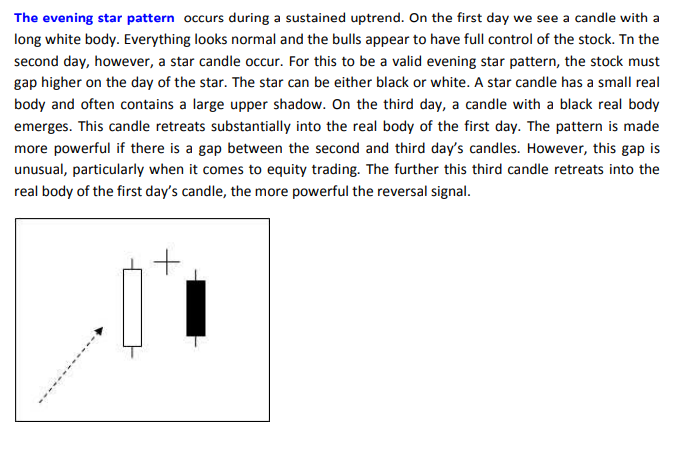 The evening star pattern occurs during a sustained uptrend. On the first day we see a candle with a
long white body. Everything looks normal and the bulls appear to have full control of the stock. Tn the
second day, however, a star candle occur. For this to be a valid evening star pattern, the stock must
gap higher on the day of the star. The star can be either black or white. A star candle has a small real
body and often contains a large upper shadow. On the third day, a candle with a black real body
emerges. This candle retreats substantially into the real body of the first day. The pattern is made
more powerful if there is a gap between the second and third day’s candles. However, this gap is
unusual, particularly when it comes to equity trading. The further this third candle retreats into the
real body of the first day’s candle, the more powerful the reversal signal.